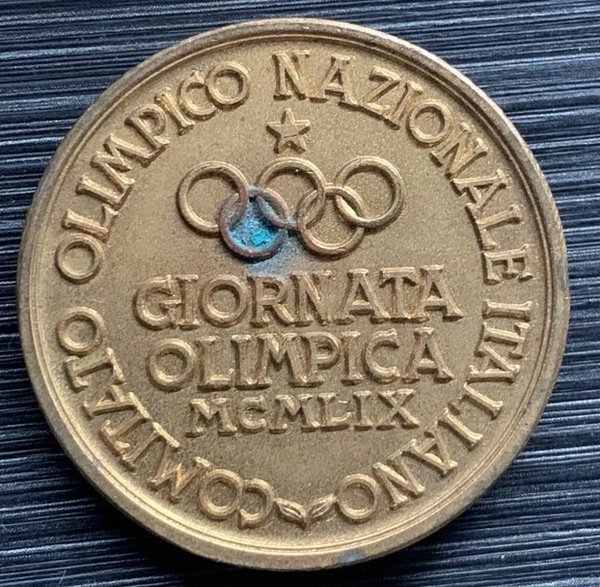 COMITATO OLIMPICO NAZIONALE ITALIANO
GIORNATA
OLIMPICA
MCMLIX